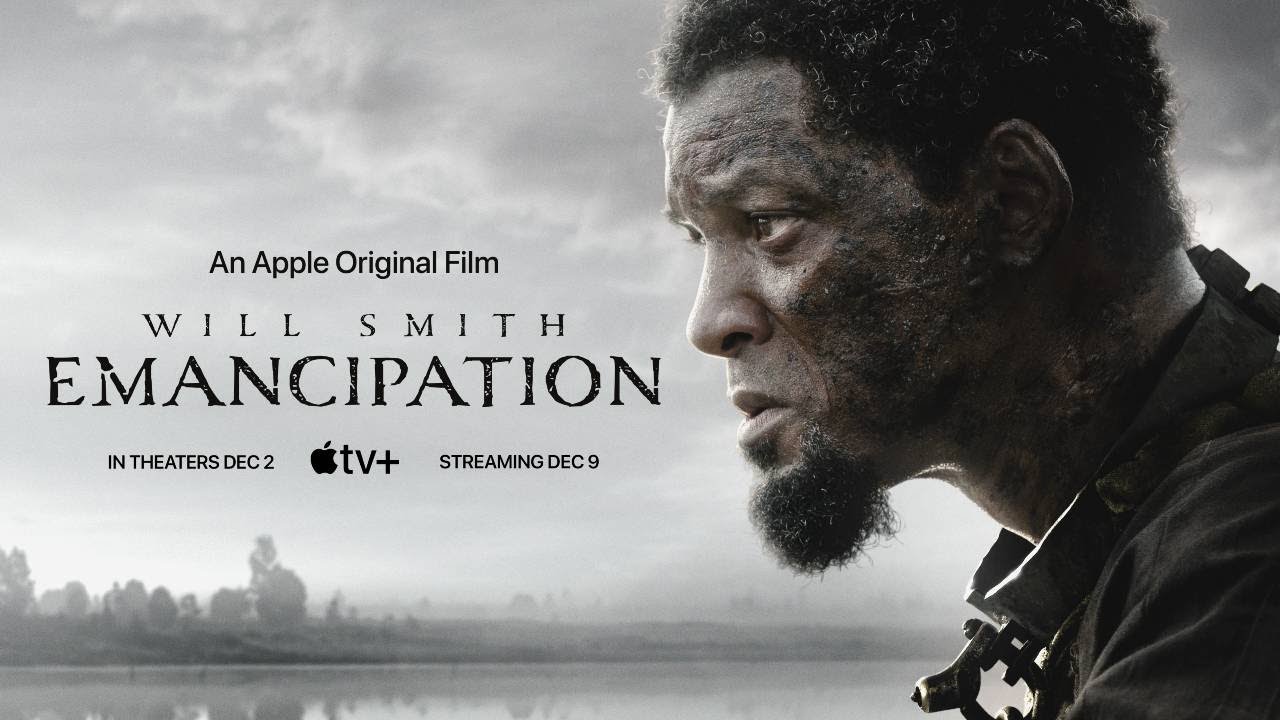 An Apple Original Film
WILL SMITH
EMANCIPATION
IN THEATERS DEC 2 tv+ STREAMING DEC 9